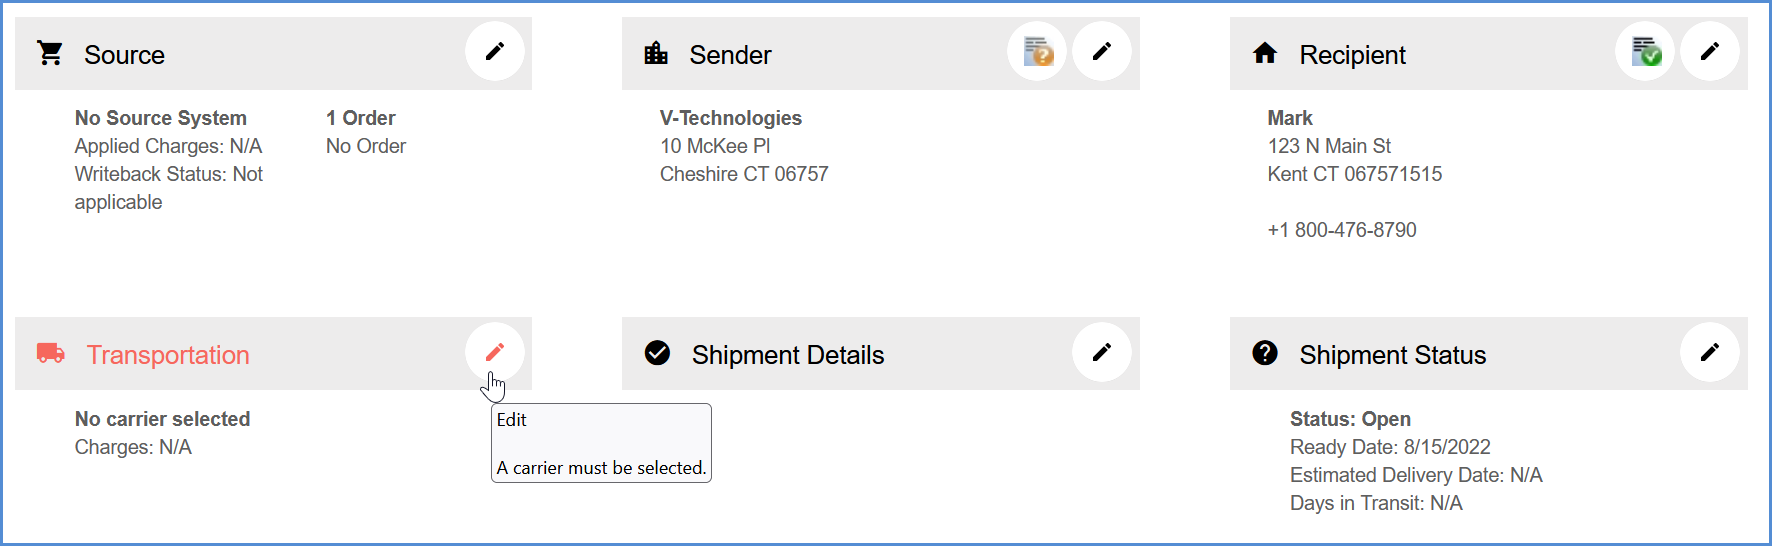 Source
No Source System
Applied Charges: N/A
Writeback Status: Not
applicable
1 Order
No Order
Sender
V-Technologies
10 McKee Pl
Cheshire CT 06757
Recipient
Mark
123 N Main St
Kent CT 067571515
+1 800-476-8790
Transportation
No carrier selected
Charges: N/A
Edit
A carrier must be selected.
Shipment Details
Shipment Status
Status: Open
Ready Date: 8/15/2022
Estimated Delivery Date: N/A
Days in Transit: N/A